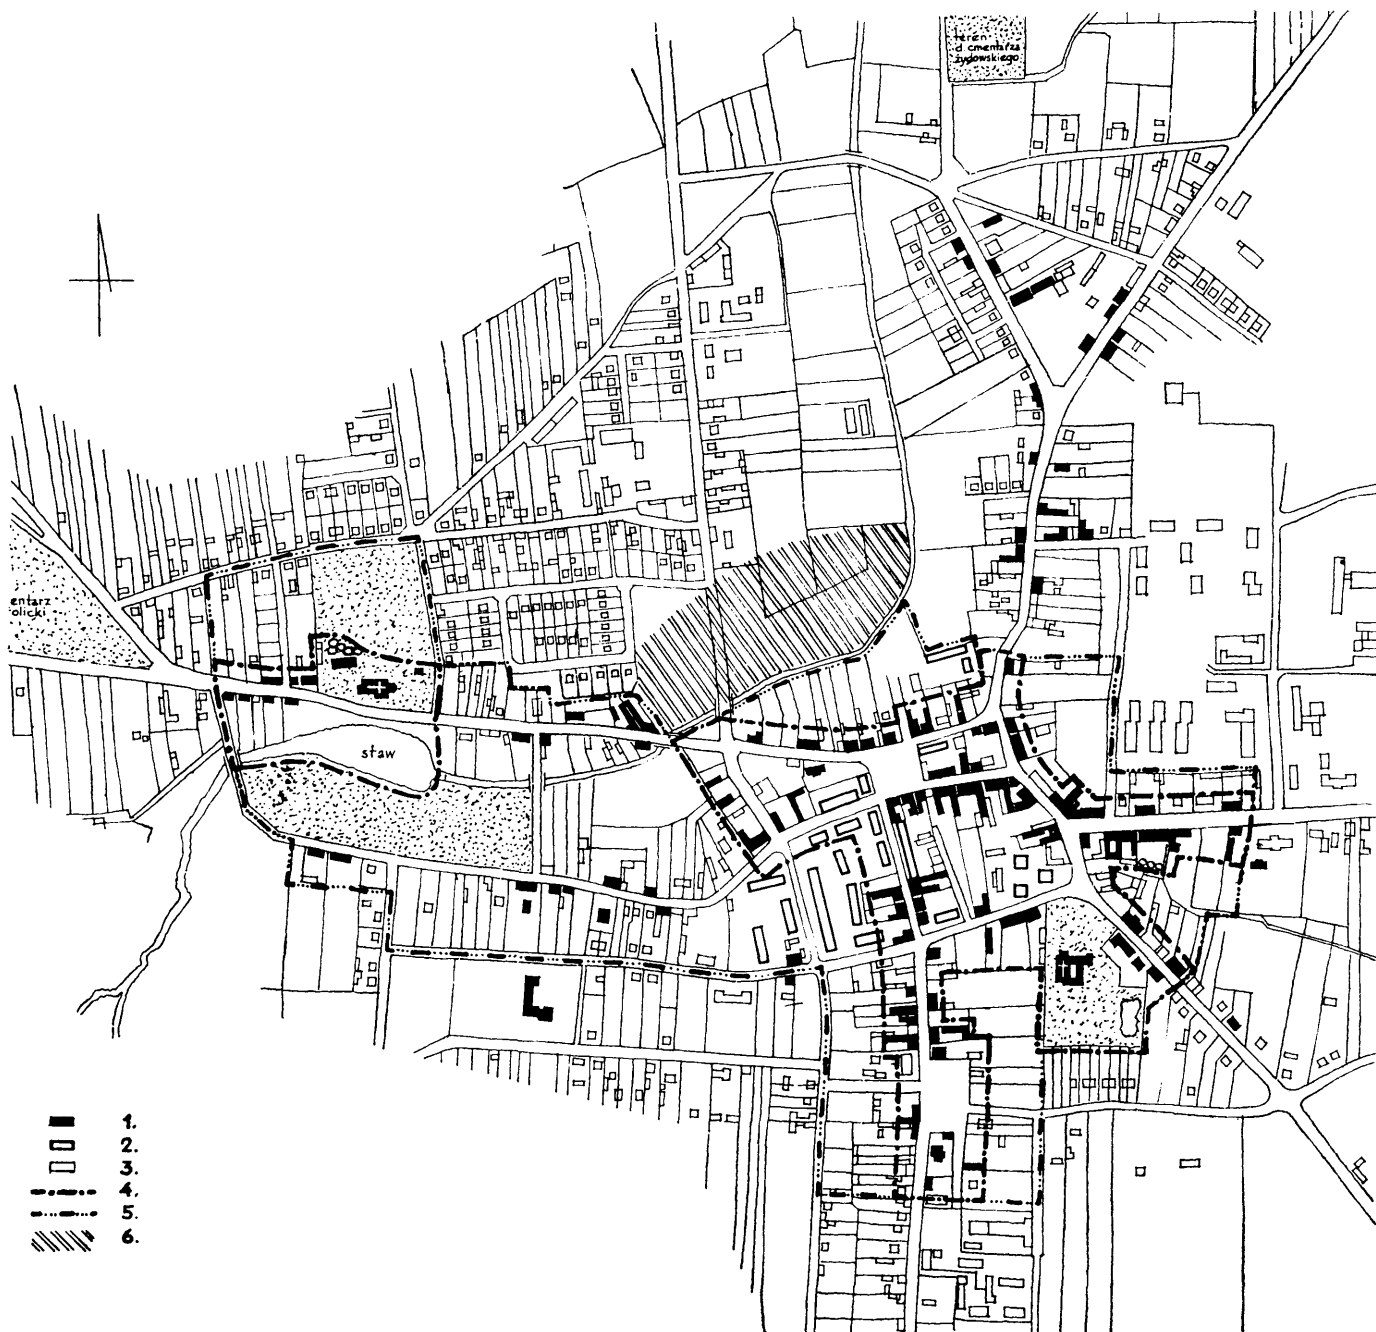 teren
d. cmentarza
żydowskiego
entarz
olicki
staw
1.
2.
3.
4.
5.
6.